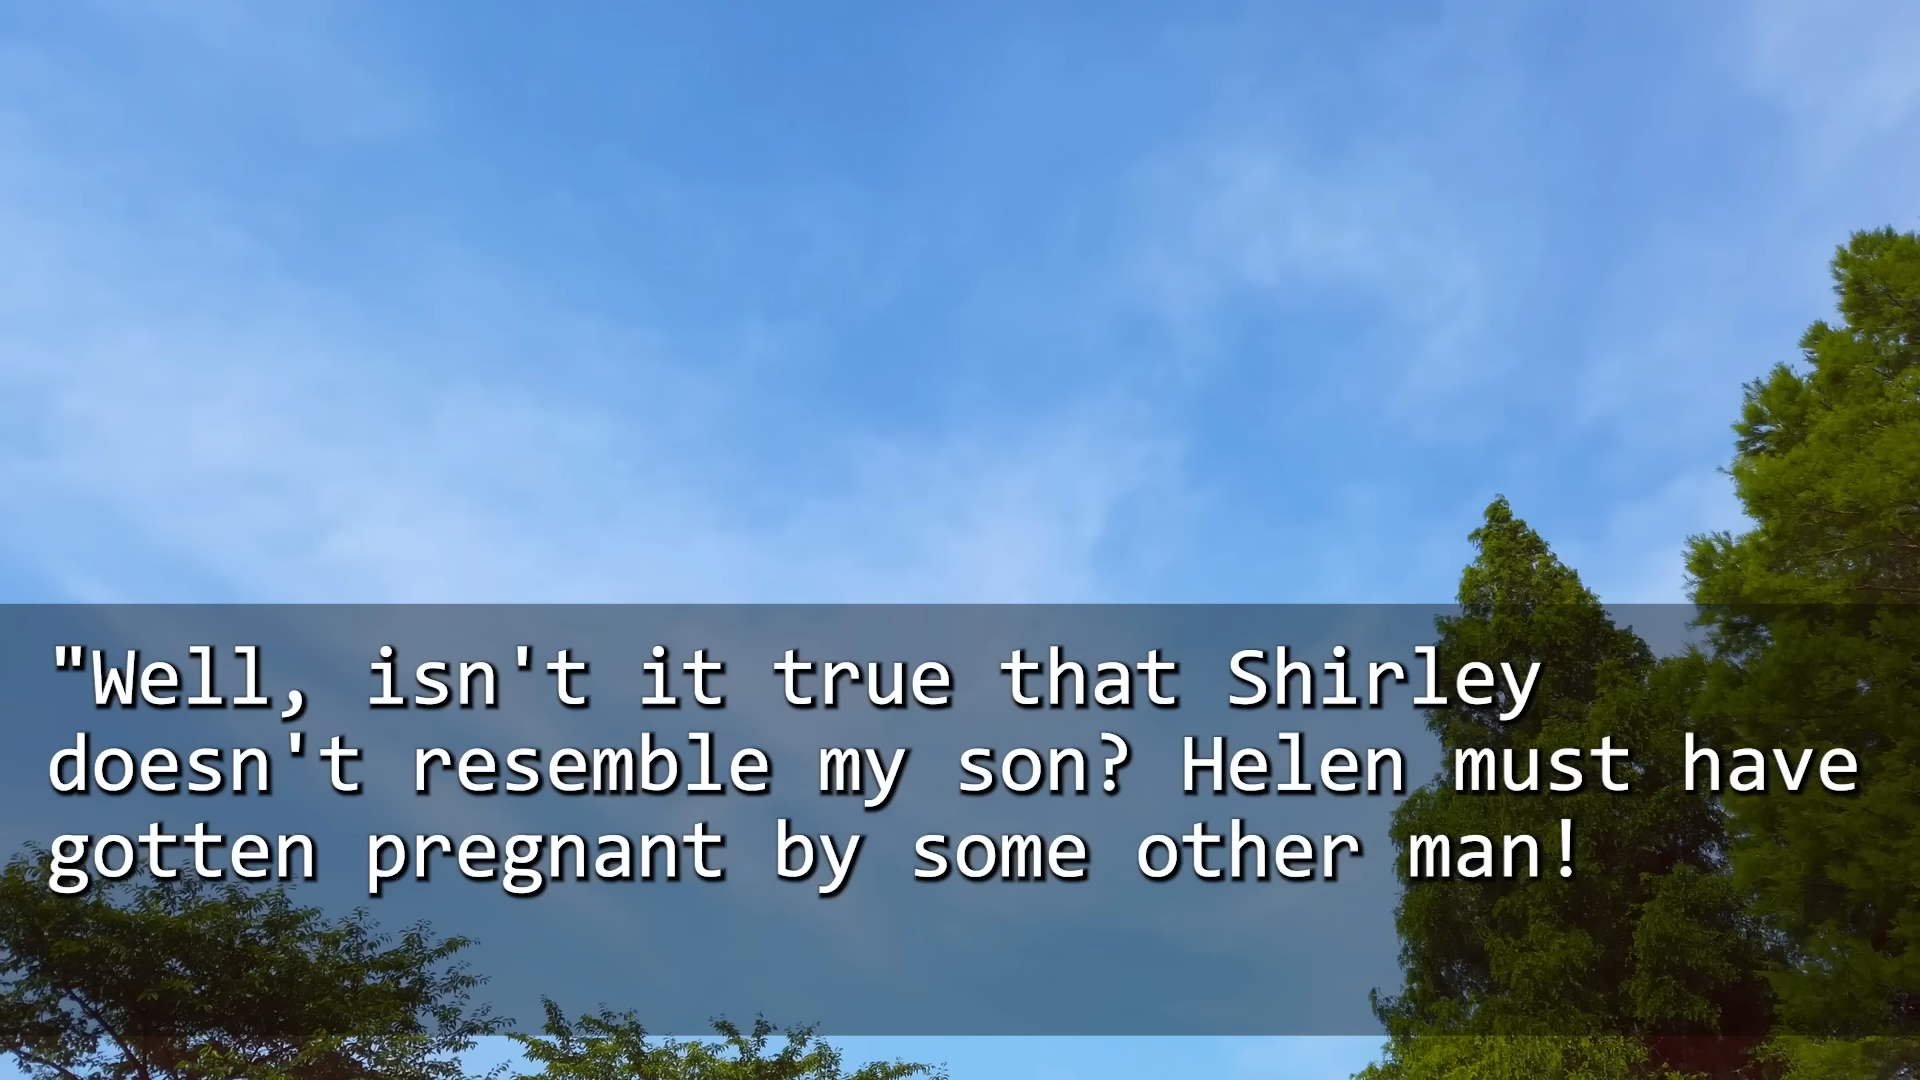 "Well, isn't it true that Shirley
doesn't resemble my son? Helen must have
gotten pregnant by some other man!